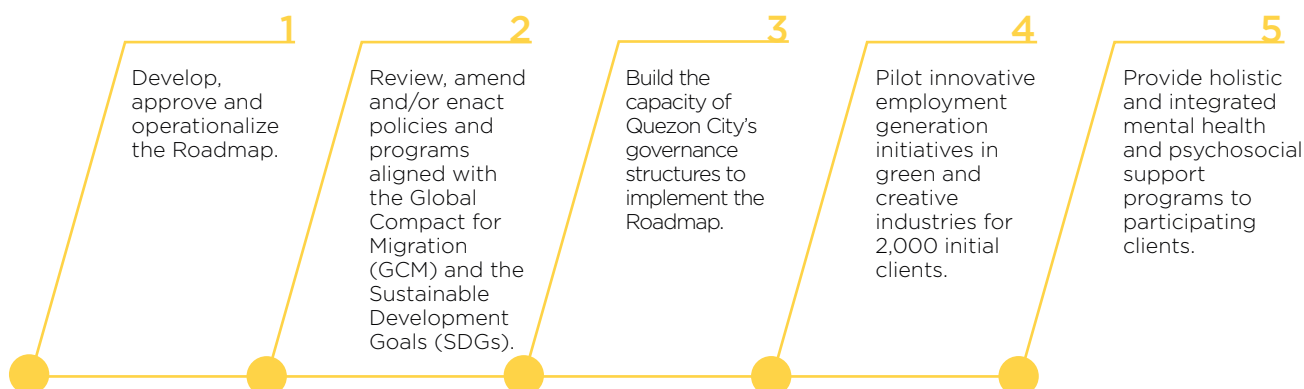 1
Develop,
approve and
operationalize
the Roadmap.
2
Review, amend
and/or enact
policies and
programs
aligned with
the Global
Compact for
Migration
(GCM) and the
Sustainable
Development
Goals (SDGs).
3
Build the
capacity of
Quezon City's
governance
structures to
implement the
Roadmap.
4
Pilot innovative
employment
generation
initiatives in
green and
creative
industries for
2,000 initial
clients.
5
Provide holistic
and integrated
mental health
and psychosocial
support
programs to
participating
clients.